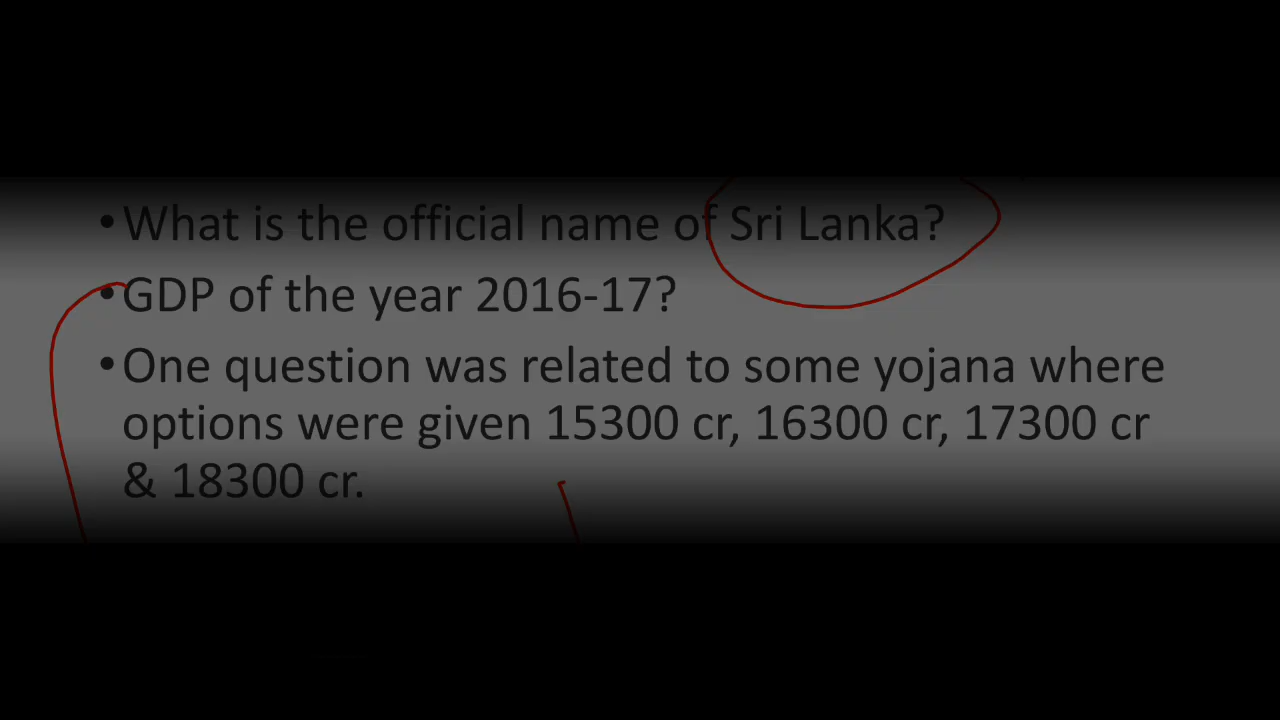 •What is the official name of Sri Lanka?
•GDP of the year 2016-17?
•One question was related to some yojana where
options were given 15300 cr, 16300 cr, 17300 cr
& 18300 cr.